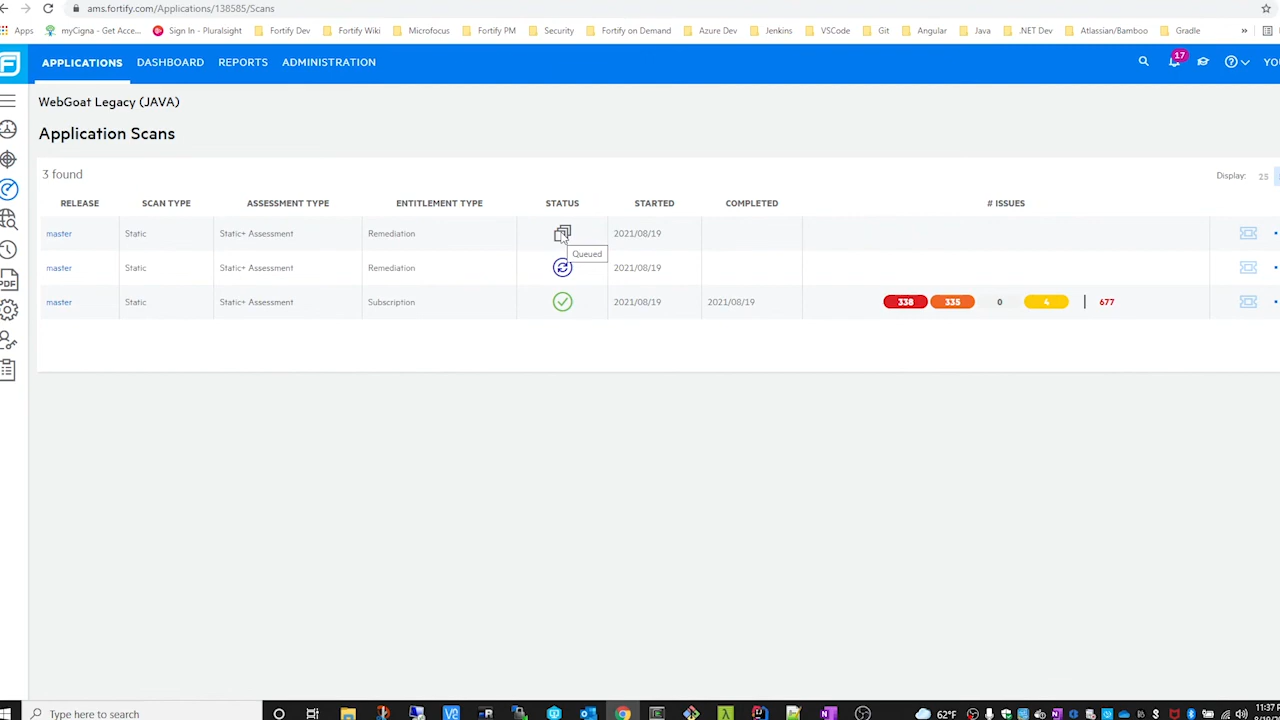 ams.fortify.com/Applications/138585/Scans
Apps myCigna - Get Acce... Sign In - Pluralsight Fortify Dev Fortify Wiki Microfocus Fortify PM Security Fortify on Demand Azure Dev Jenkins VSCode Git Angular Java .NET Dev Atlassian/Bamboo Gradle »
APPLICATIONS DASHBOARD REPORTS ADMINISTRATION 17 YOU
WebGoat Legacy (JAVA)
Application Scans
3 found Display: 25
RELEASE SCAN TYPE ASSESSMENT TYPE ENTITLEMENT TYPE STATUS STARTED COMPLETED # ISSUES
master Static Static+ Assessment Remediation 2021/08/19
Queued
master Static Static+ Assessment Remediation 2021/08/19
master Static Static+ Assessment Subscription 2021/08/19 2021/08/19 338 335 0 4 677
PDF
Type here to search 62°F 11:37